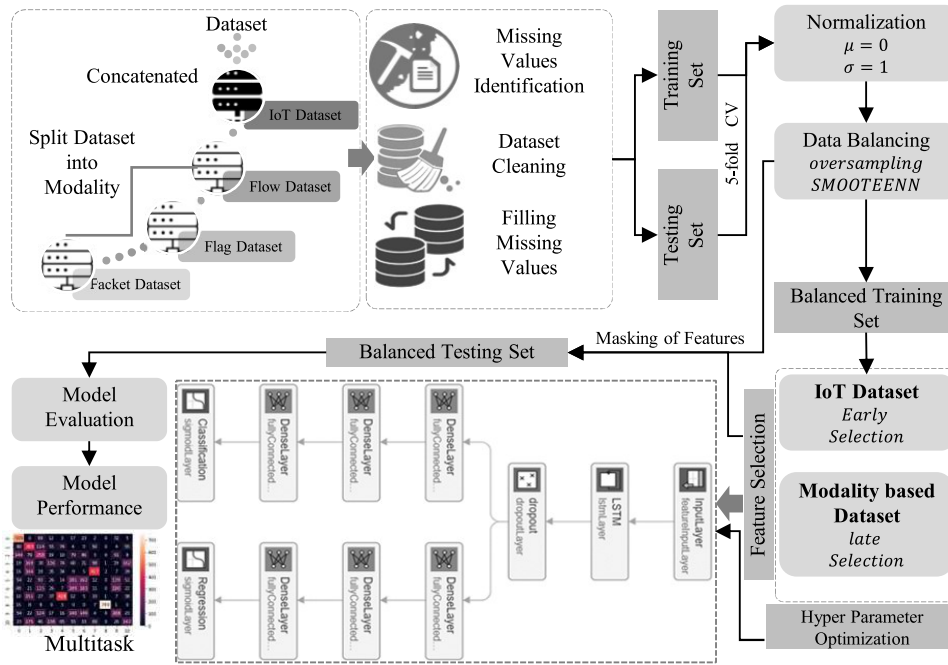 Dataset
Concatenated
IoT Dataset
Split Dataset
into
Modality
Flow Dataset
Flag Dataset
Packet Dataset
Missing
Values
Identification
Dataset
Cleaning
Filling
Missing
Values
Training
Set
Testing
Set
5-fold CV
Normalization
μ = 0
σ = 1
Data Balancing
oversampling
SMOOTEENN
Balanced Training
Set
Masking of Features
Balanced Testing Set
IoT Dataset
Early
Selection
Modality based
Dataset
late
Selection
Feature Selection
Hyper Parameter
Optimization
Model
Evaluation
Model
Performance
Multitask
Classification
sigmoidLayer
DenseLayer
fullyConnected...
DenseLayer
fullyConnected...
DenseLayer
fullyConnected...
dropout
dropoutLayer
LSTM
lstmLayer
InputLayer
featureInputLayer
Regression
sigmoidLayer
DenseLayer
fullyConnected...
DenseLayer
fullyConnected...
DenseLayer
fullyConnected...